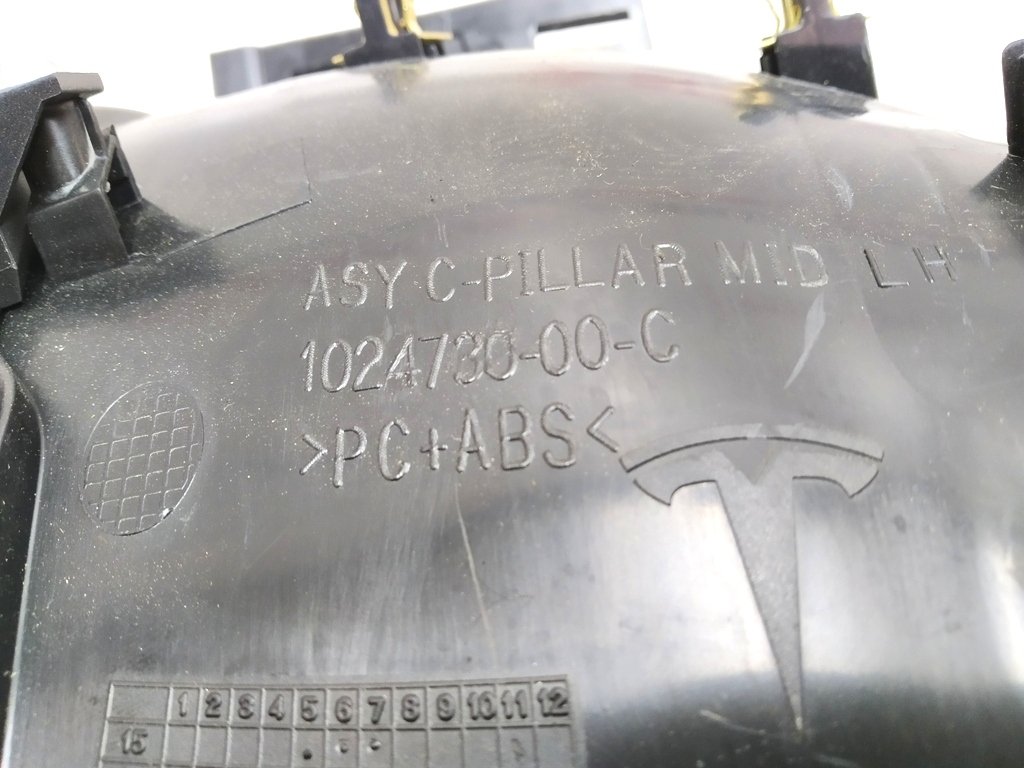 ASY C-PILLAR MID LH
1024730-00-C
>PC+ABS<
1 2 3 4 5 6 7 8 9 10 11 12
15